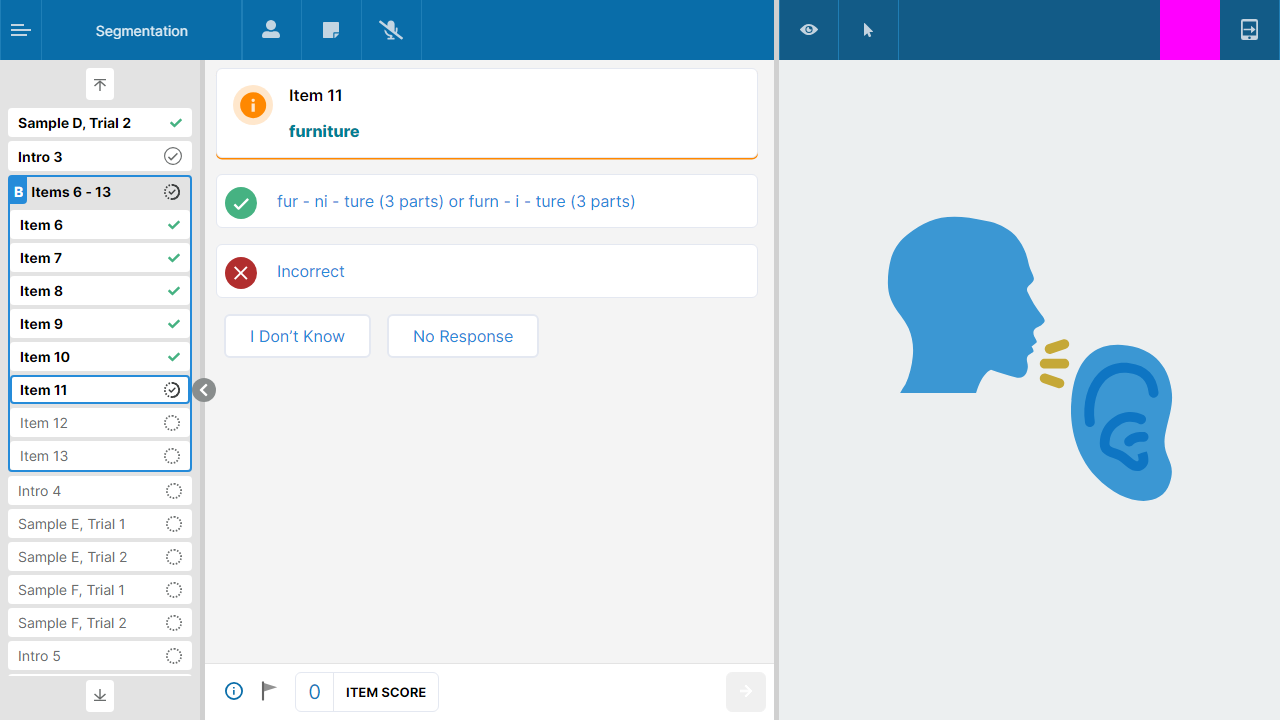 Segmentation
Sample D, Trial 2
Intro 3
B Items 6 - 13
Item 6
Item 7
Item 8
Item 9
Item 10
Item 11
Item 12
Item 13
Intro 4
Sample E, Trial 1
Sample E, Trial 2
Sample F, Trial 1
Sample F, Trial 2
Intro 5
Item 11
furniture
fur - ni - ture (3 parts) or furn - i - ture (3 parts)
Incorrect
I Don’t Know
No Response
0 ITEM SCORE